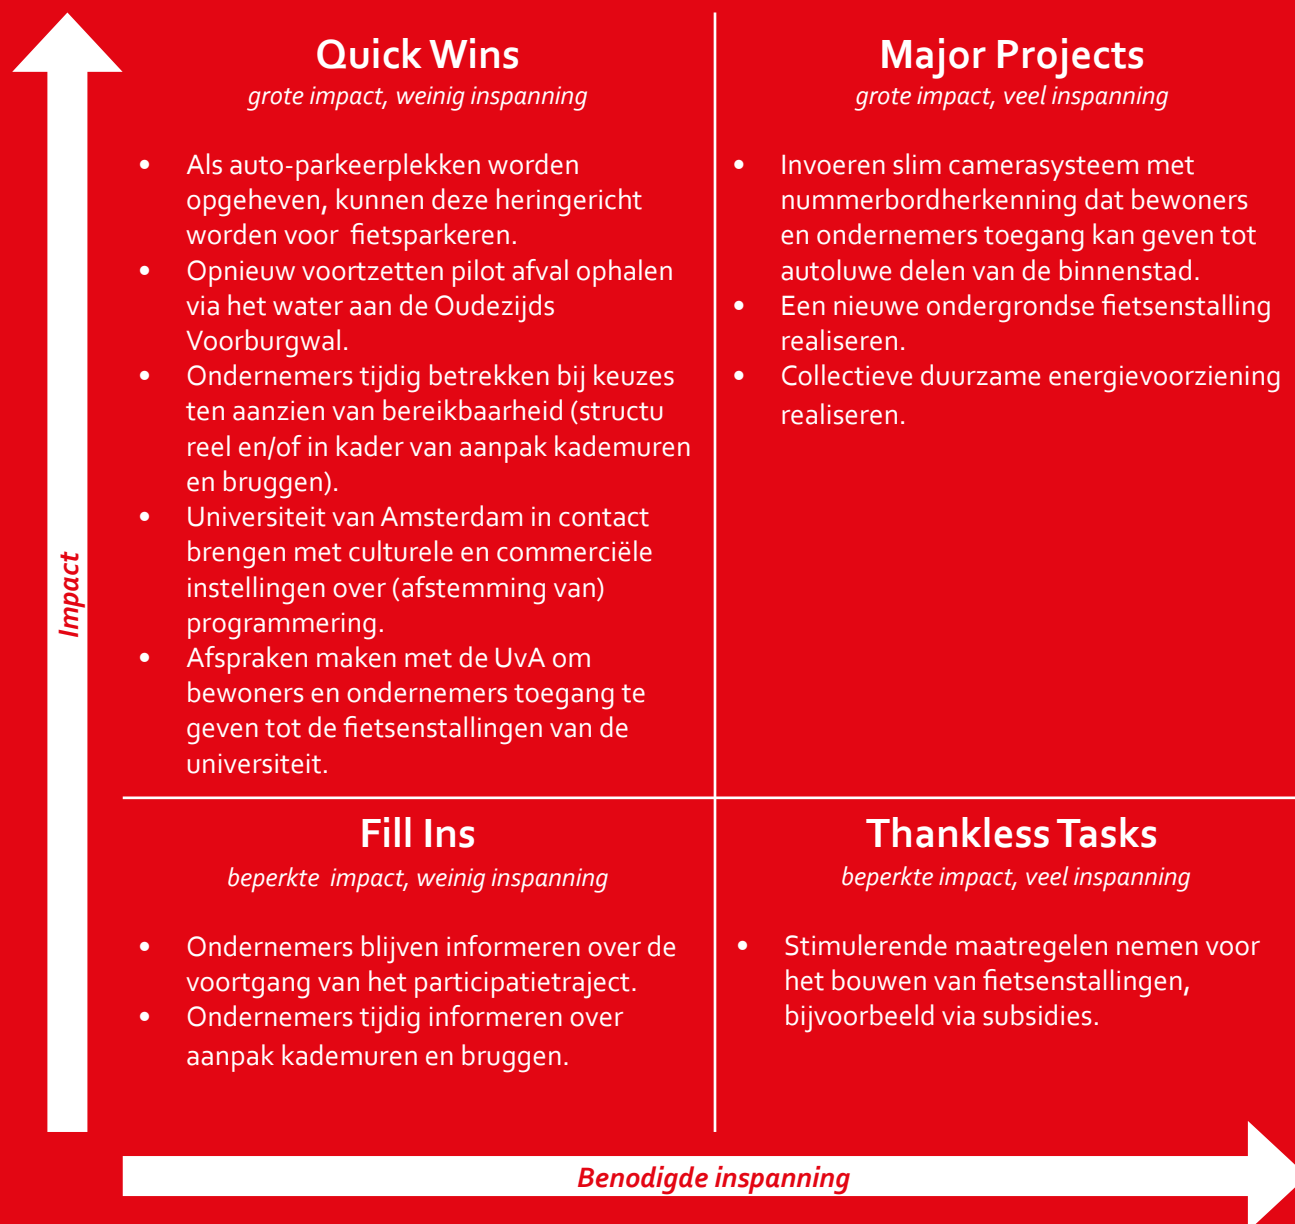 Quick Wins
grote impact, weinig inspanning
• Als auto-parkeerplekken worden
opgeheven, kunnen deze heringericht
worden voor fietsparkeren.
• Opnieuw voortzetten pilot afval ophalen
via het water aan de Oudezijds
Voorburgwal.
• Ondernemers tijdig betrekken bij keuzes
ten aanzien van bereikbaarheid (structu
reel en/of in kader van aanpak kademuren
en bruggen).
• Universiteit van Amsterdam in contact
brengen met culturele en commerciële
instellingen over (afstemming van)
programmering.
• Afspraken maken met de UvA om
bewoners en ondernemers toegang te
geven tot de fietsenstallingen van de
universiteit.
Major Projects
grote impact, veel inspanning
• Invoeren slim camerasysteem met
nummerbordherkenning dat bewoners
en ondernemers toegang kan geven tot
autoluwe delen van de binnenstad.
• Een nieuwe ondergrondse fietsenstalling
realiseren.
• Collectieve duurzame energievoorziening
realiseren.
Impact
Fill Ins
beperkte impact, weinig inspanning
• Ondernemers blijven informeren over de
voortgang van het participatietraject.
• Ondernemers tijdig informeren over
aanpak kademuren en bruggen.
Thankless Tasks
beperkte impact, veel inspanning
• Stimulerende maatregelen nemen voor
het bouwen van fietsenstallingen,
bijvoorbeeld via subsidies.
Benodigde inspanning